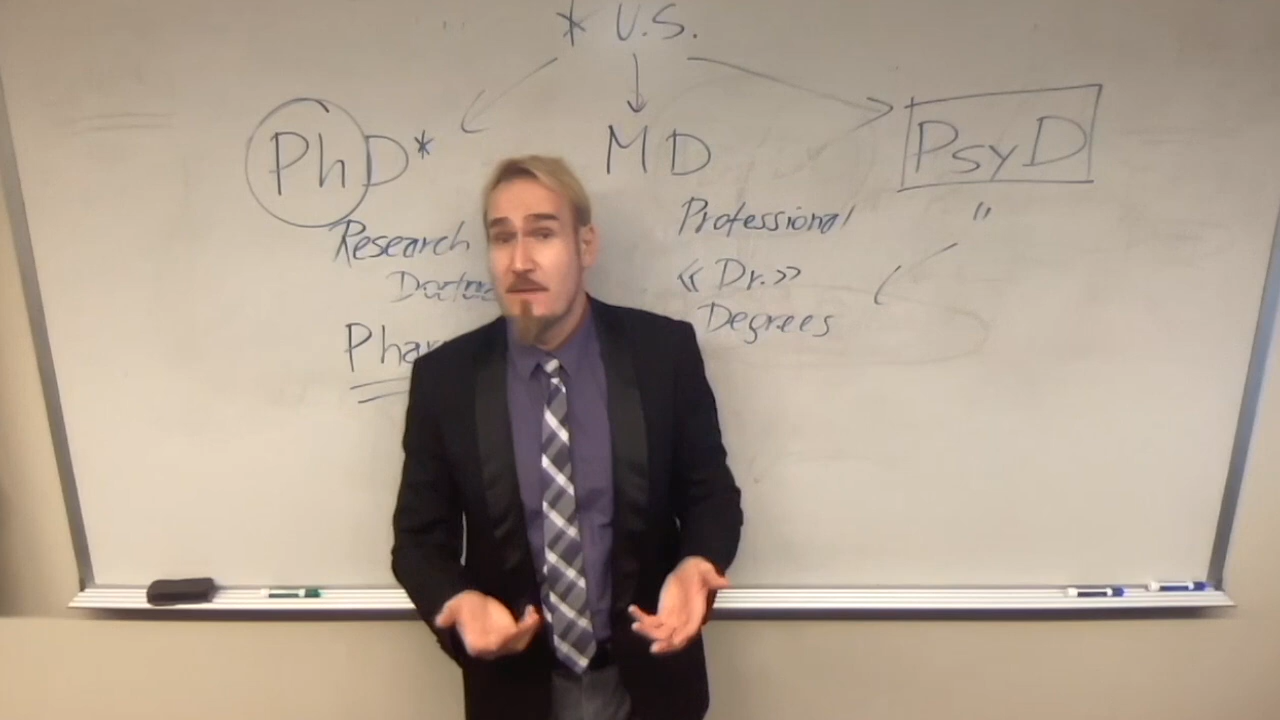 * U.S.
PhD* MD PsyD
Research
Professional "
« Dr. »
Degrees